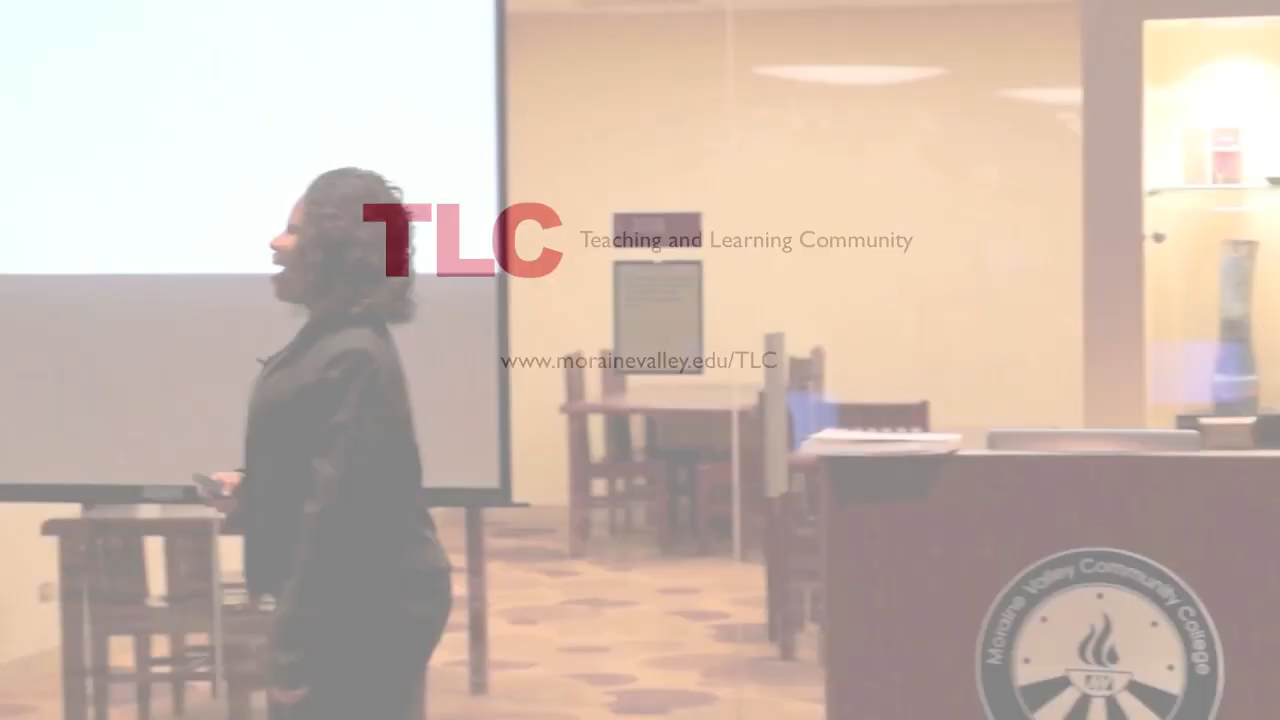 TLC Teaching and Learning Community
www.morainevalley.edu/TLC
Moraine Valley Community College